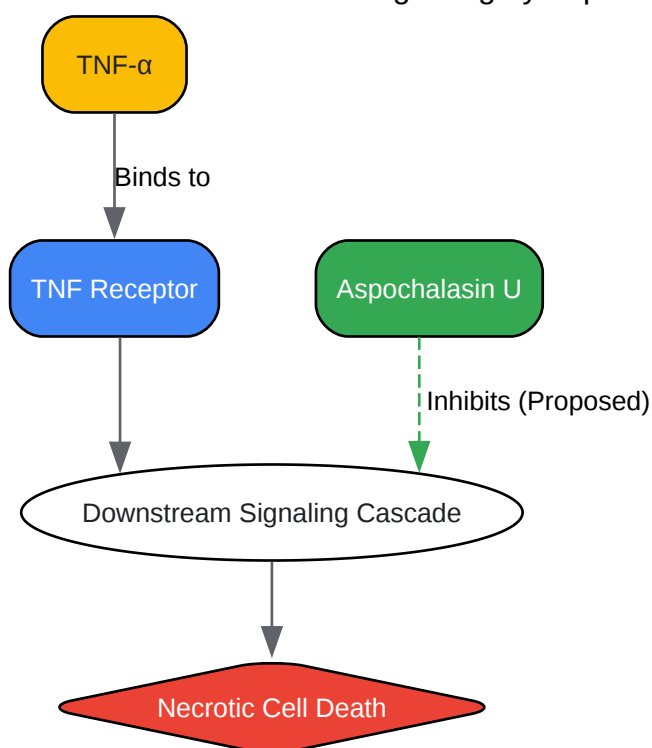 TNF-α
Binds to
TNF Receptor
Aspochalasin U
Inhibits (Proposed)
Downstream Signaling Cascade
Necrotic Cell Death